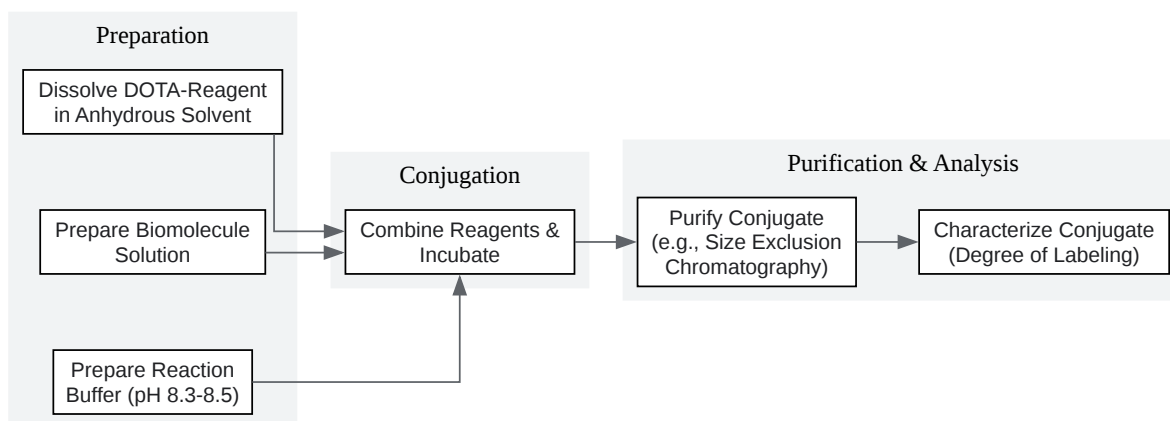 Preparation
Dissolve DOTA-Reagent
in Anhydrous Solvent
Prepare Biomolecule
Solution
Prepare Reaction
Buffer (pH 8.3-8.5)
Conjugation
Combine Reagents &
Incubate
Purification & Analysis
Purify Conjugate
(e.g., Size Exclusion
Chromatography)
Characterize Conjugate
(Degree of Labeling)